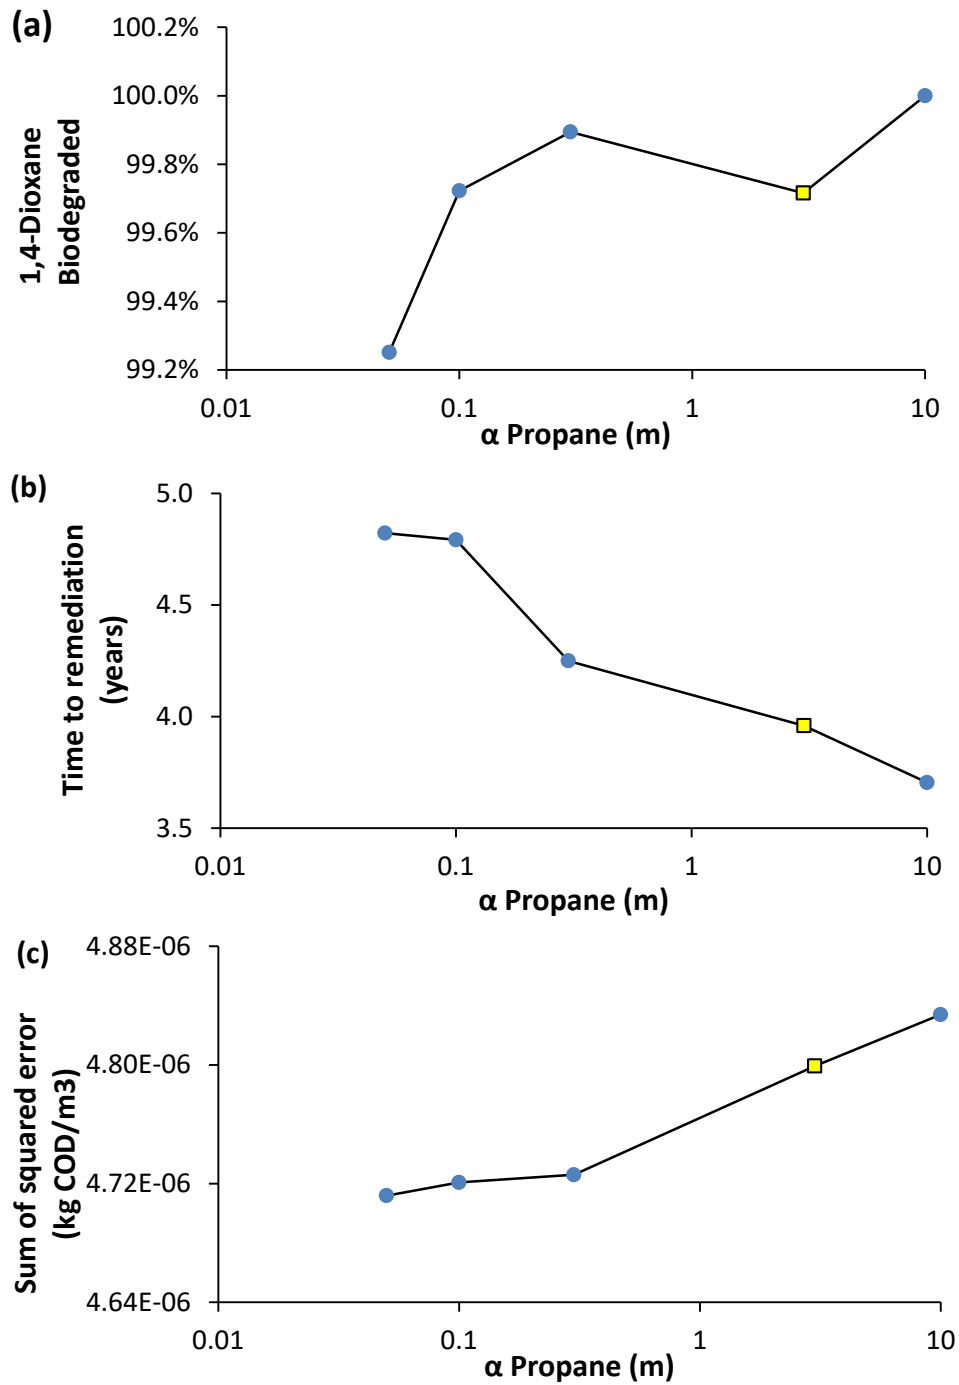 (a)
100.2%
100.0%
99.8%
99.6%
99.4%
99.2%
1,4-Dioxane
Biodegraded
0.01
0.1
1
10
α Propane (m)
(b)
5.0
4.5
4.0
3.5
Time to remediation
(years)
0.01
0.1
1
10
α Propane (m)
(c)
4.88E-06
4.80E-06
4.72E-06
4.64E-06
Sum of squared error
(kg COD/m3)
0.01
0.1
1
10
α Propane (m)